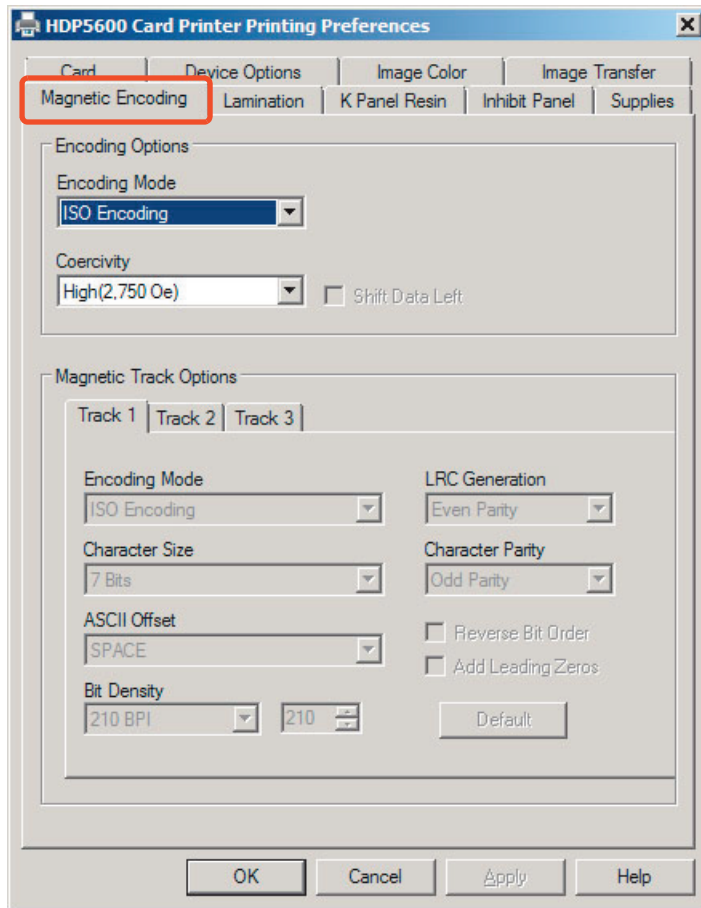 HDP5600 Card Printer Printing Preferences
Card Device Options Image Color Image Transfer
Magnetic Encoding Lamination K Panel Resin Inhibit Panel Supplies
Encoding Options
Encoding Mode
ISO Encoding
Coercivity
High(2,750 Oe) Shift Data Left
Magnetic Track Options
Track 1 Track 2 Track 3
Encoding Mode LRC Generation
ISO Encoding Even Parity
Character Size Character Parity
7 Bits Odd Parity
ASCII Offset
SPACE Reverse Bit Order
Add Leading Zeros
Bit Density
210 BPI 210 Default
OK Cancel Apply Help